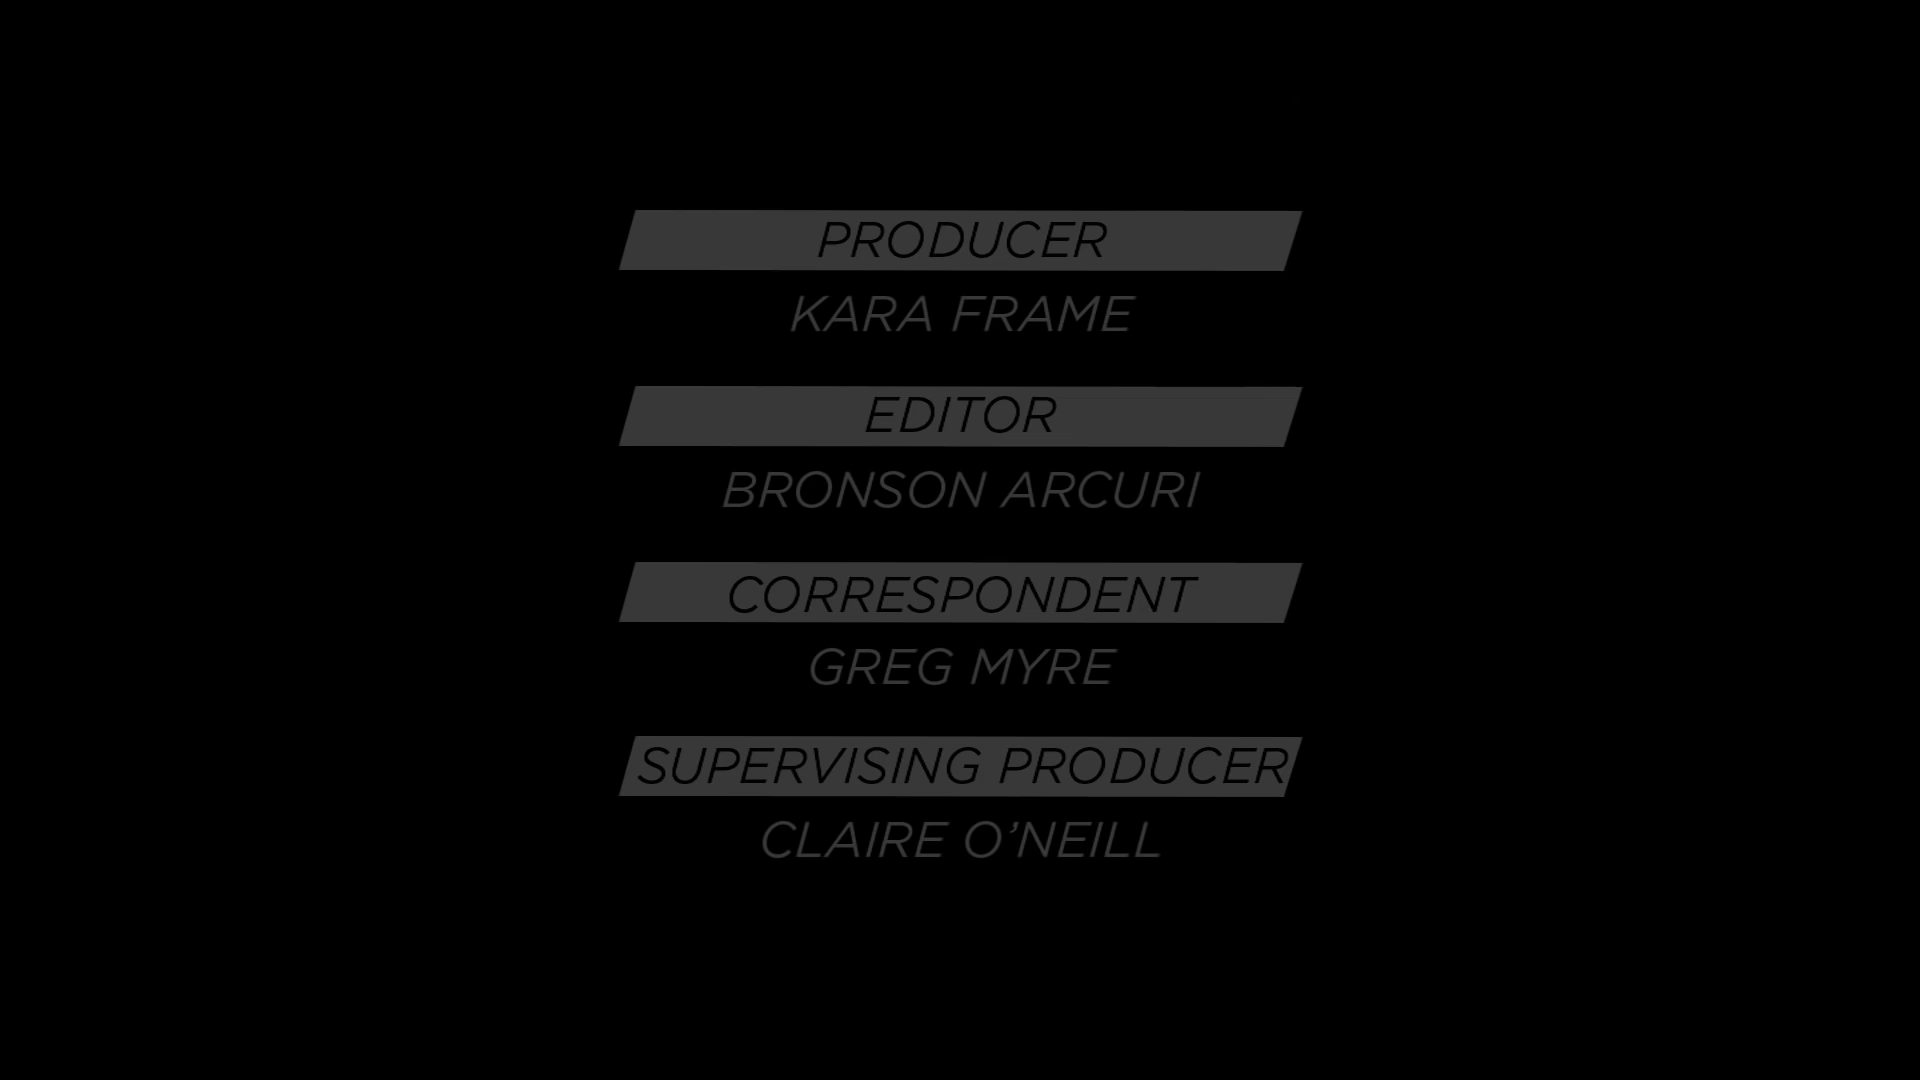 PRODUCER
KARA FRAME
EDITOR
BRONSON ARCURI
CORRESPONDENT
GREG MYRE
SUPERVISING PRODUCER
CLAIRE O’NEILL